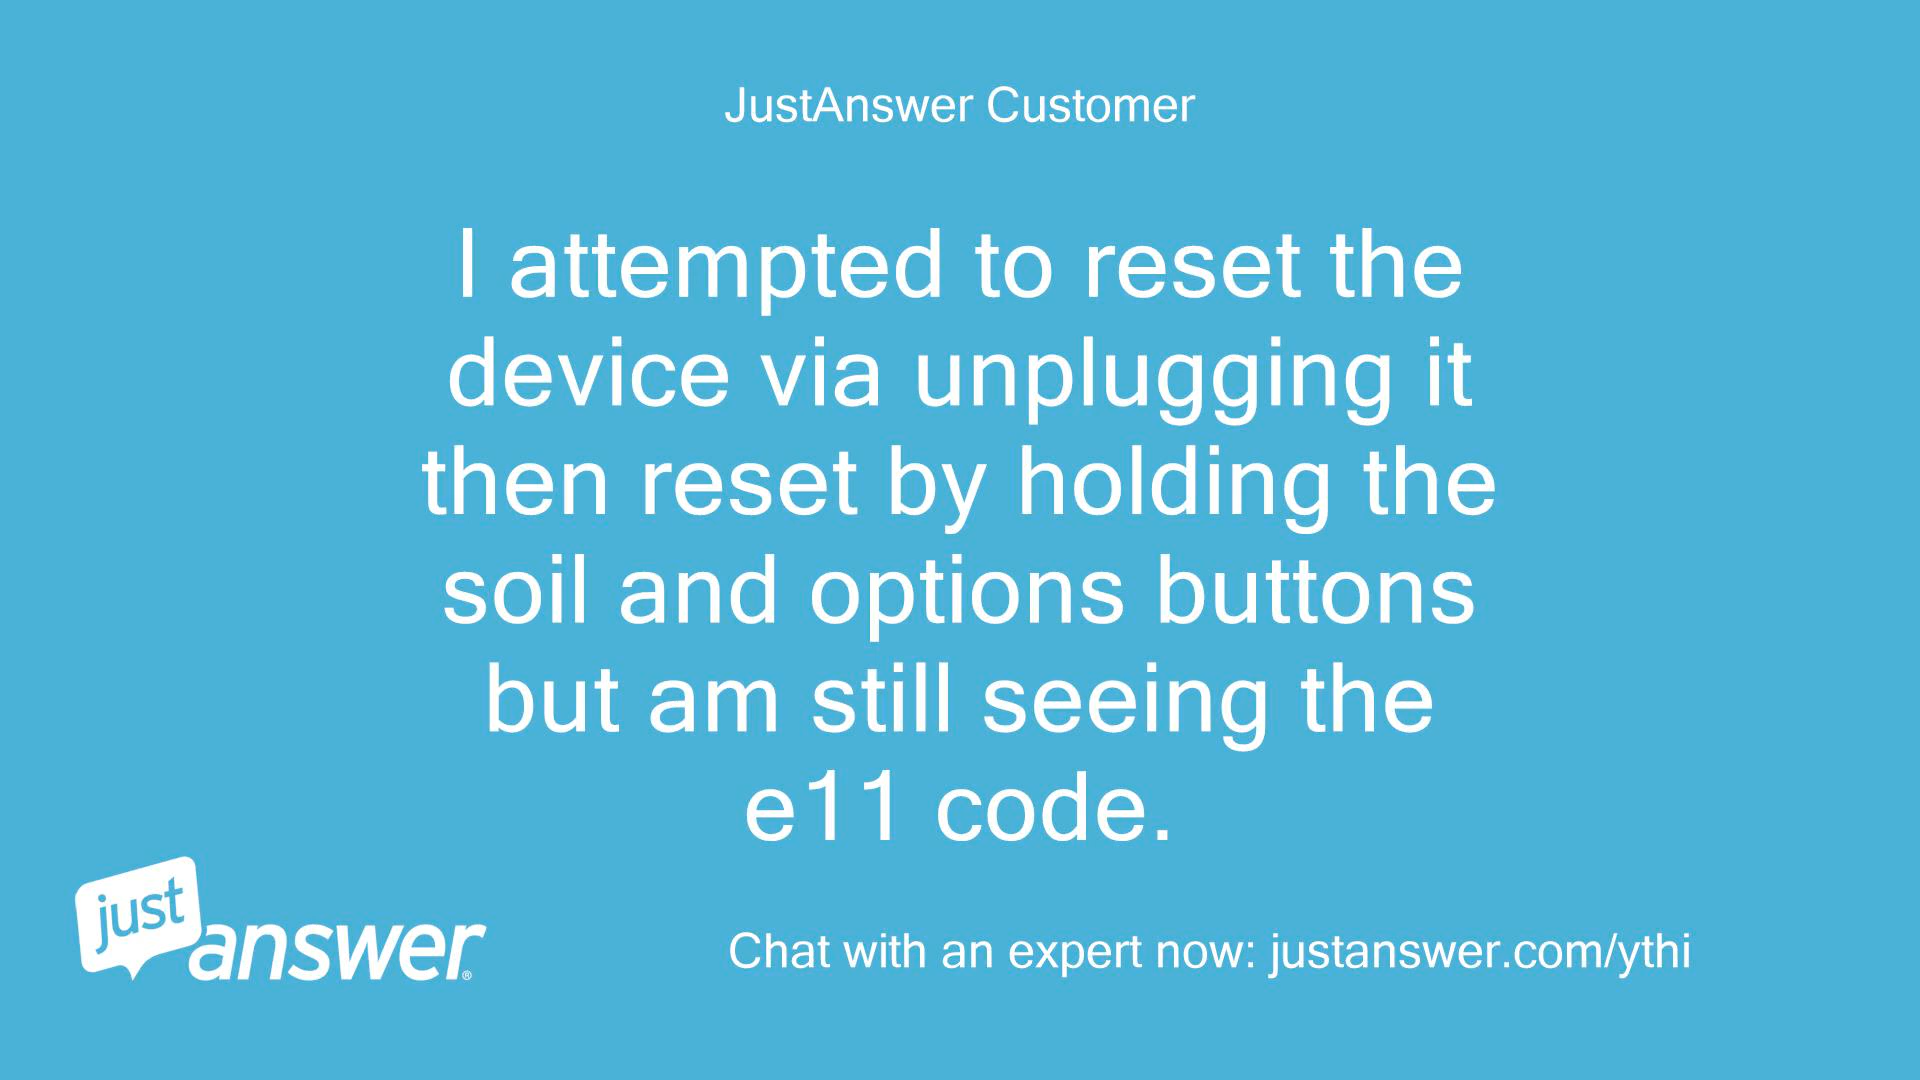 JustAnswer Customer
I attempted to reset the
device via unplugging it
then reset by holding the
soil and options buttons
but am still seeing the
e11 code.
just
answer®
Chat with an expert now: justanswer.com/ythi